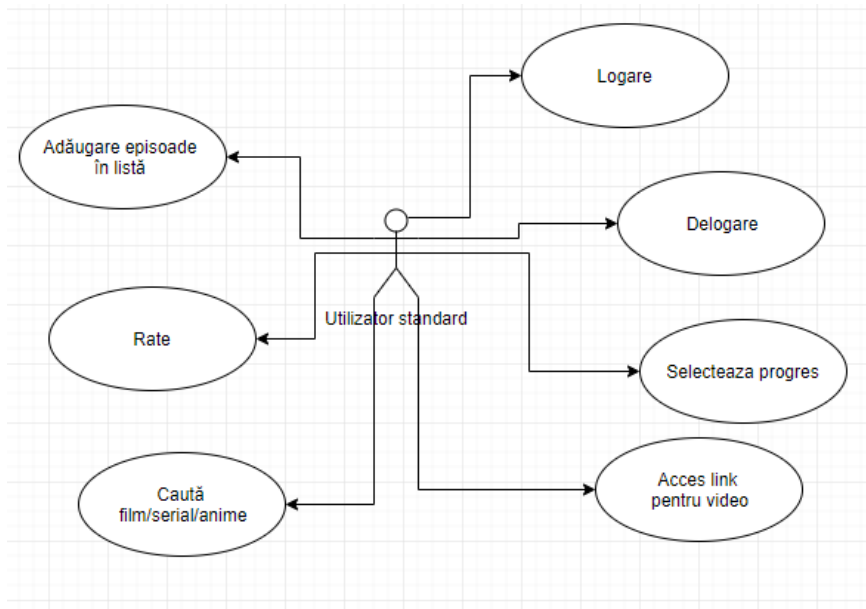 Logare
Adăugare episoade
în listă
Delogare
Utilizator standard
Rate
Selecteaza progres
Caută
film/serial/anime
Acces link
pentru video